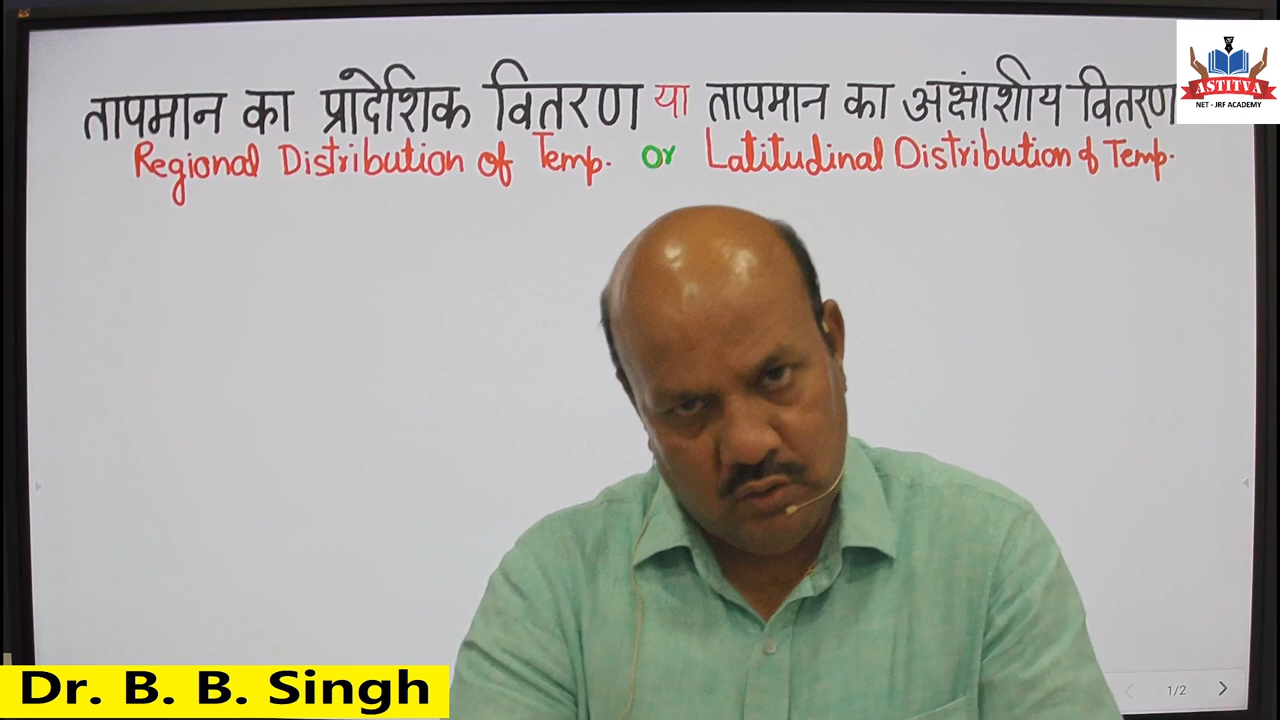 तापमान का प्रादेशिक वितरण या तापमान का अक्षांशीय वितरण
Regional Distribution of Temp. Or Latitudinal Distribution of Temp.
ASTITVA
NET - JRF ACADEMY
Dr. B. B. Singh
1/2